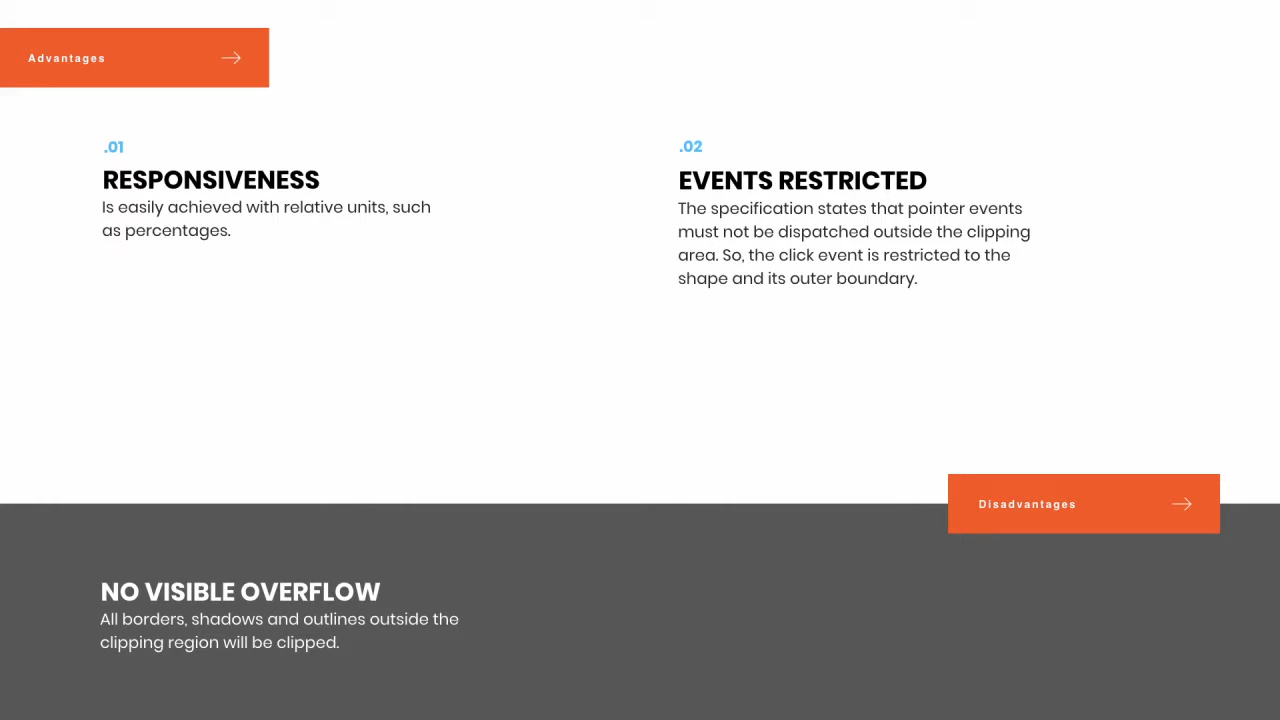 Advantages
.01
RESPONSIVENESS
Is easily achieved with relative units, such
as percentages.
.02
EVENTS RESTRICTED
The specification states that pointer events
must not be dispatched outside the clipping
area. So, the click event is restricted to the
shape and its outer boundary.
Disadvantages
NO VISIBLE OVERFLOW
All borders, shadows and outlines outside the
clipping region will be clipped.